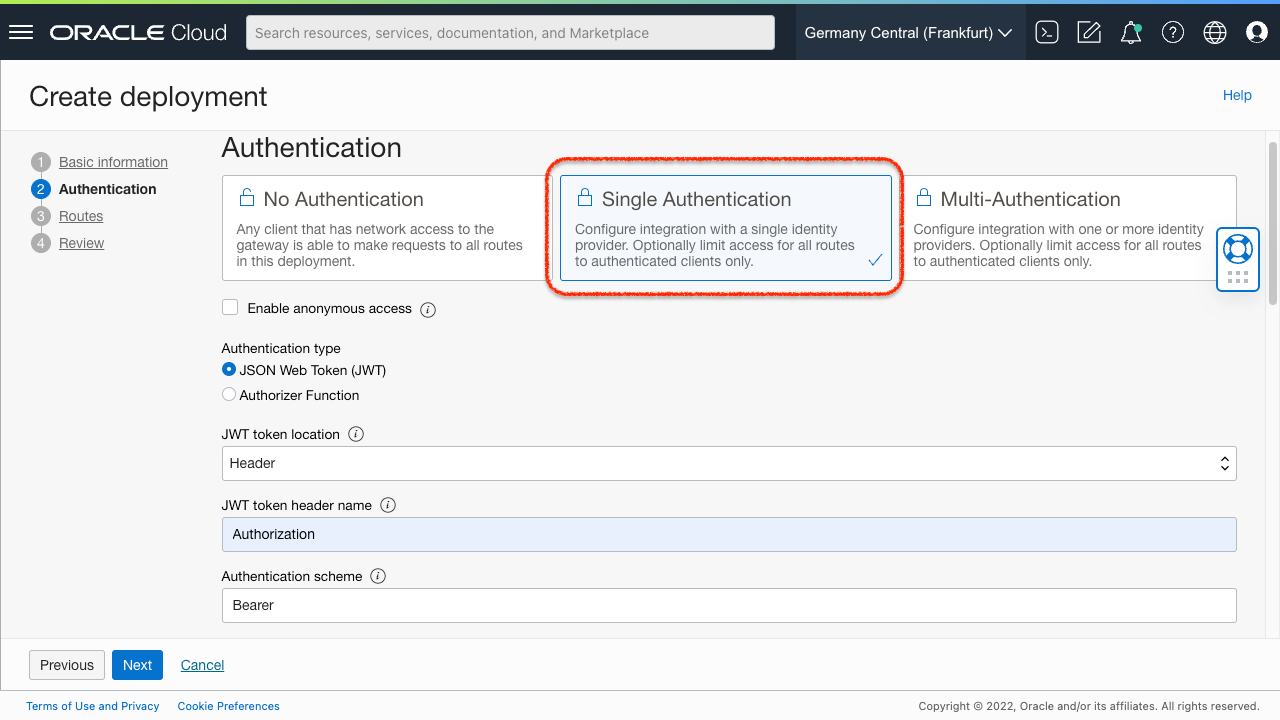 ORACLE Cloud
Search resources, services, documentation, and Marketplace
Germany Central (Frankfurt)
Create deployment
Help
1 Basic information
2 Authentication
3 Routes
4 Review
Authentication
No Authentication
Any client that has network access to the
gateway is able to make requests to all routes
in this deployment.
Single Authentication
Configure integration with a single identity
provider. Optionally limit access for all routes
to authenticated clients only.
Multi-Authentication
Configure integration with one or more identity
providers. Optionally limit access for all routes
to authenticated clients only.
Enable anonymous access
Authentication type
JSON Web Token (JWT)
Authorizer Function
JWT token location
Header
JWT token header name
Authorization
Authentication scheme
Bearer
Previous
Next
Cancel
Terms of Use and Privacy
Cookie Preferences
Copyright © 2022, Oracle and/or its affiliates. All rights reserved.